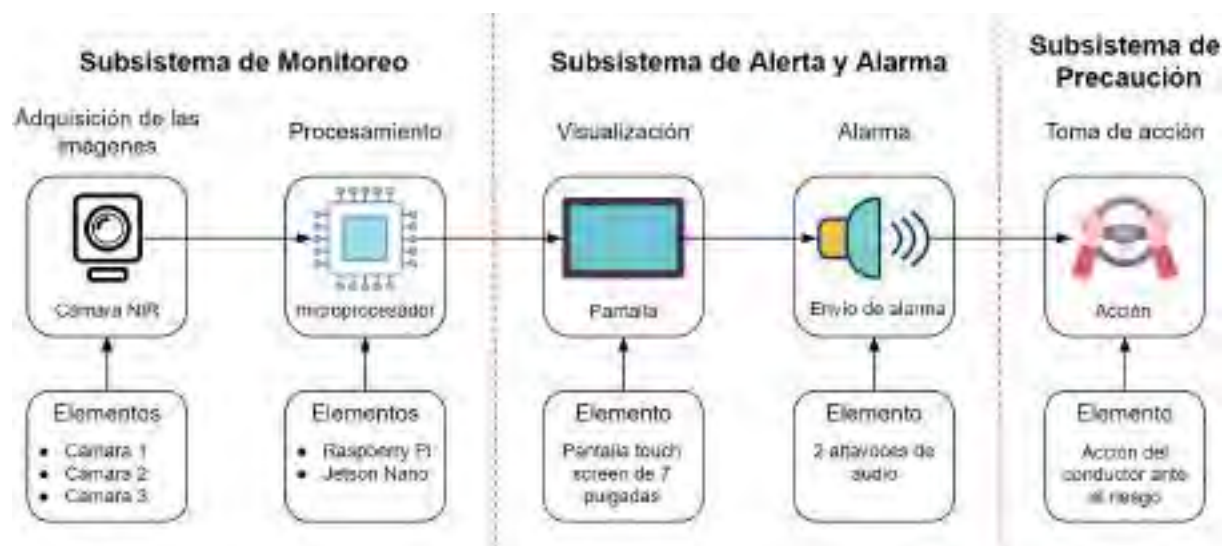 Subsistema de Monitoreo
Subsistema de Alerta y Alarma
Subsistema de
Precaución
Adquisición de las
imágenes
Procesamiento
Visualización
Alarma
Toma de acción
Cámara NIR
microprocesador
Pantalla
Envío de alarma
Acción
Elementos
● Cámara 1
● Cámara 2
● Cámara 3
Elementos
● Raspberry Pi
● Jetson Nano
Elemento
Pantalla touch
screen de 7
pulgadas
Elemento
2 altavoces de
audio
Elemento
Acción del
conductor ante
el riesgo